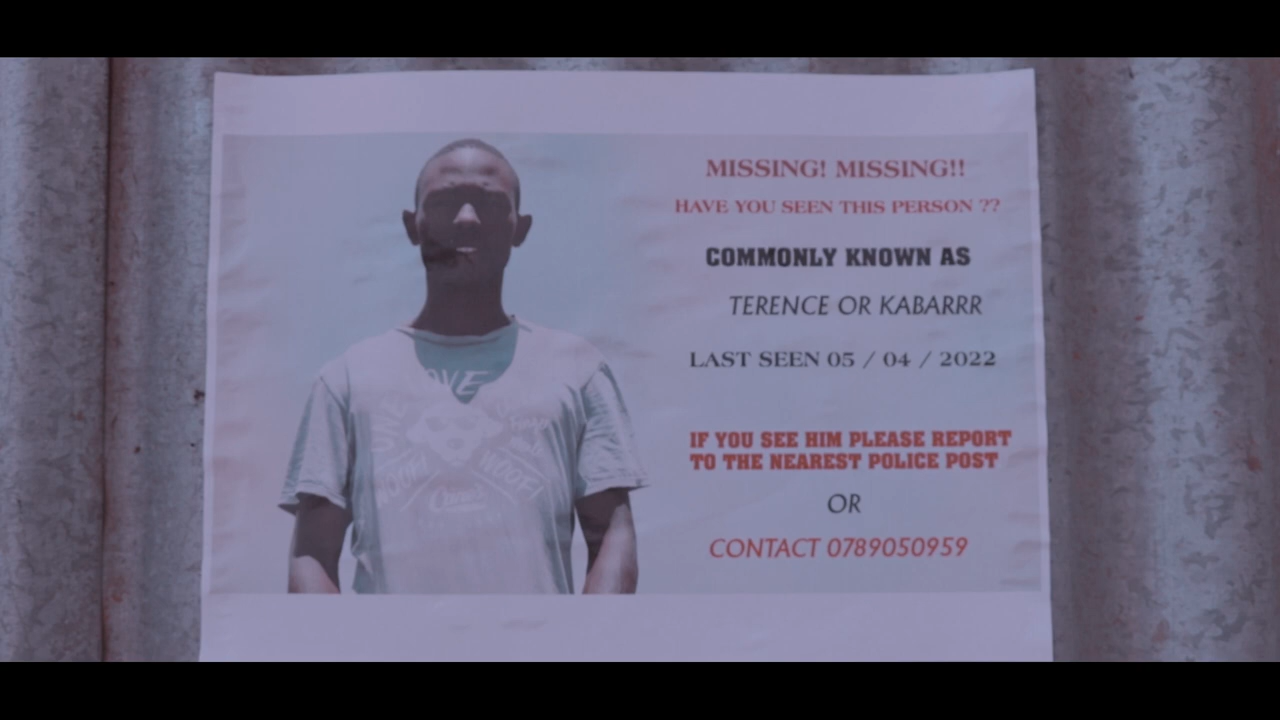 MISSING! MISSING!!
HAVE YOU SEEN THIS PERSON ??
COMMONLY KNOWN AS
TERENCE OR KABARRR
LAST SEEN 05 / 04 / 2022
IF YOU SEE HIM PLEASE REPORT
TO THE NEAREST POLICE POST
OR
CONTACT 0789050959
WOOF!